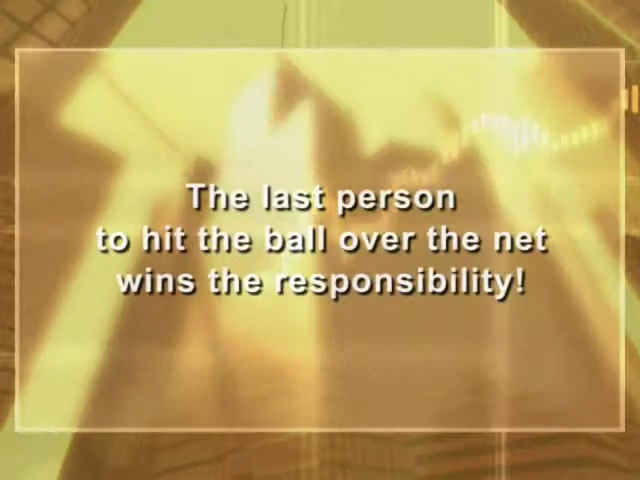 The last person
to hit the ball over the net
wins the responsibility!